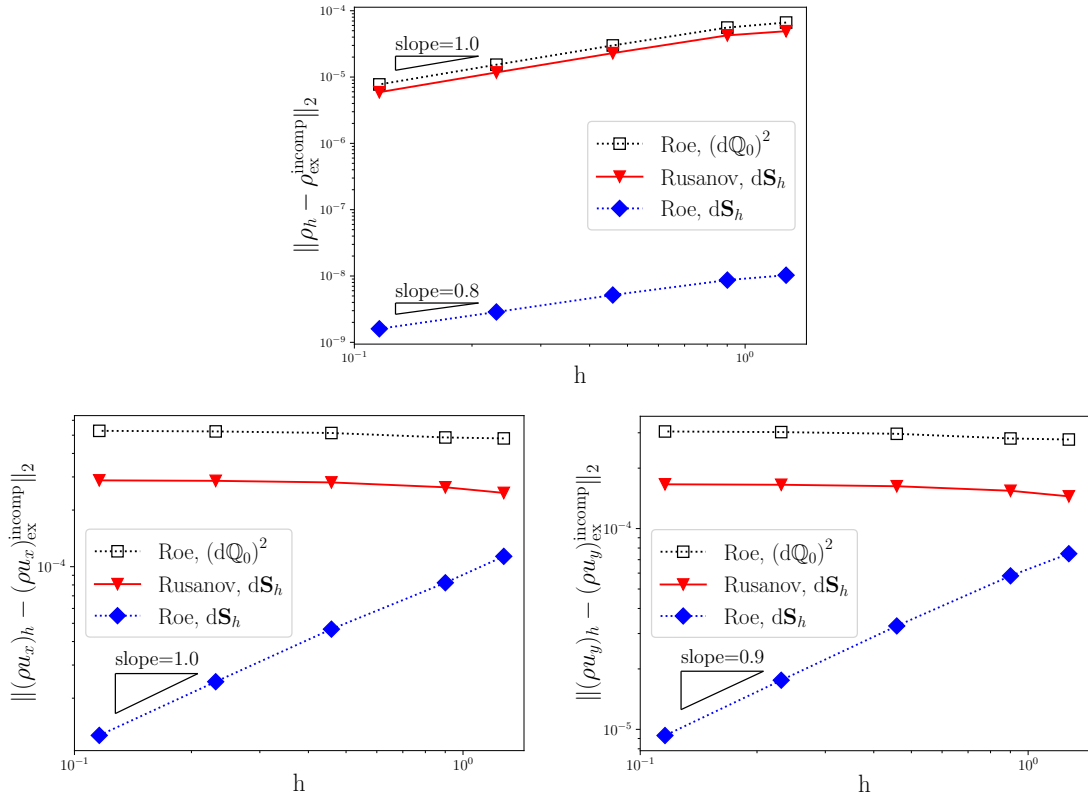 10⁻⁴
10⁻⁵
10⁻⁶
10⁻⁷
10⁻⁸
10⁻⁹
||ρ_h − ρ_ex^incomp||_2
slope=1.0
Roe, (dℚ₀)²
Rusanov, d𝐒_h
Roe, d𝐒_h
slope=0.8
10⁻¹
10⁰
h
||(ρu_x)_h − (ρu_x)_ex^incomp||_2
10⁻⁴
Roe, (dℚ₀)²
Rusanov, d𝐒_h
Roe, d𝐒_h
slope=1.0
10⁻¹
10⁰
h
||(ρu_y)_h − (ρu_y)_ex^incomp||_2
10⁻⁴
10⁻⁵
Roe, (dℚ₀)²
Rusanov, d𝐒_h
Roe, d𝐒_h
slope=0.9
10⁻¹
10⁰
h